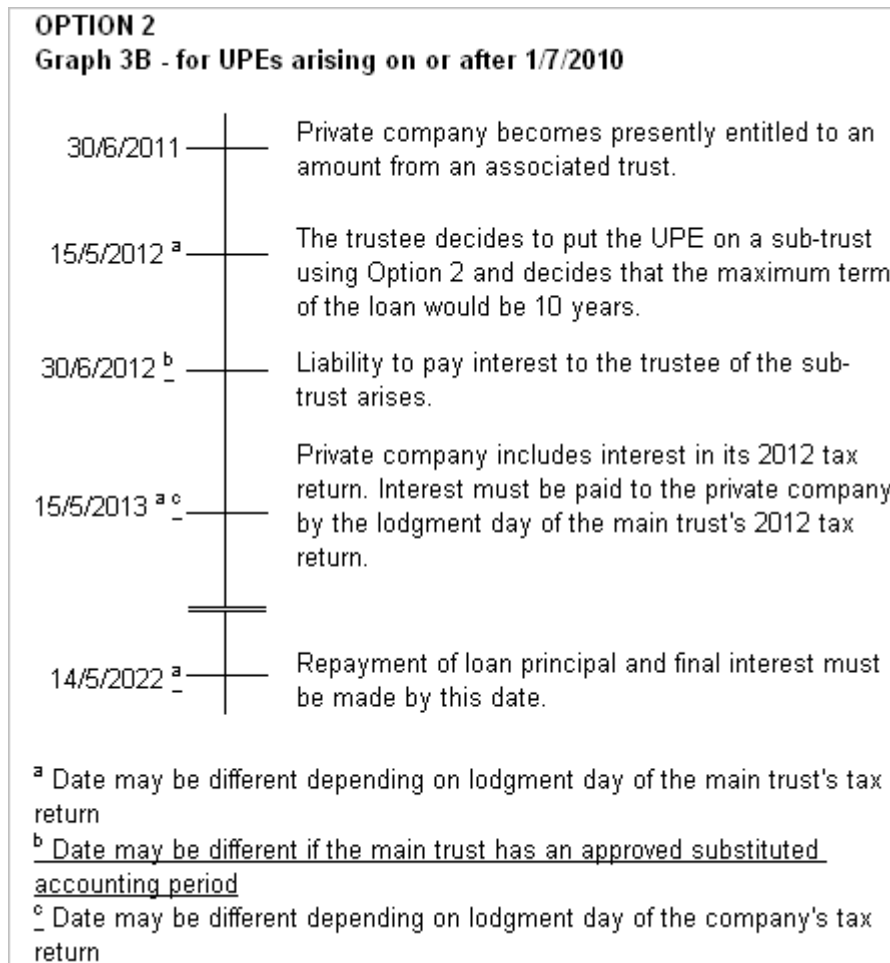 OPTION 2
Graph 3B - for UPEs arising on or after 1/7/2010
30/6/2011
Private company becomes presently entitled to an
amount from an associated trust.
15/5/2012 a
The trustee decides to put the UPE on a sub-trust
using Option 2 and decides that the maximum term
of the loan would be 10 years.
30/6/2012 b
Liability to pay interest to the trustee of the sub-
trust arises.
15/5/2013 a c
Private company includes interest in its 2012 tax
return. Interest must be paid to the private company
by the lodgment day of the main trust's 2012 tax
return.
14/5/2022 a
Repayment of loan principal and final interest must
be made by this date.
a Date may be different depending on lodgment day of the main trust's tax
return
b Date may be different if the main trust has an approved substituted
accounting period
c Date may be different depending on lodgment day of the company's tax
return